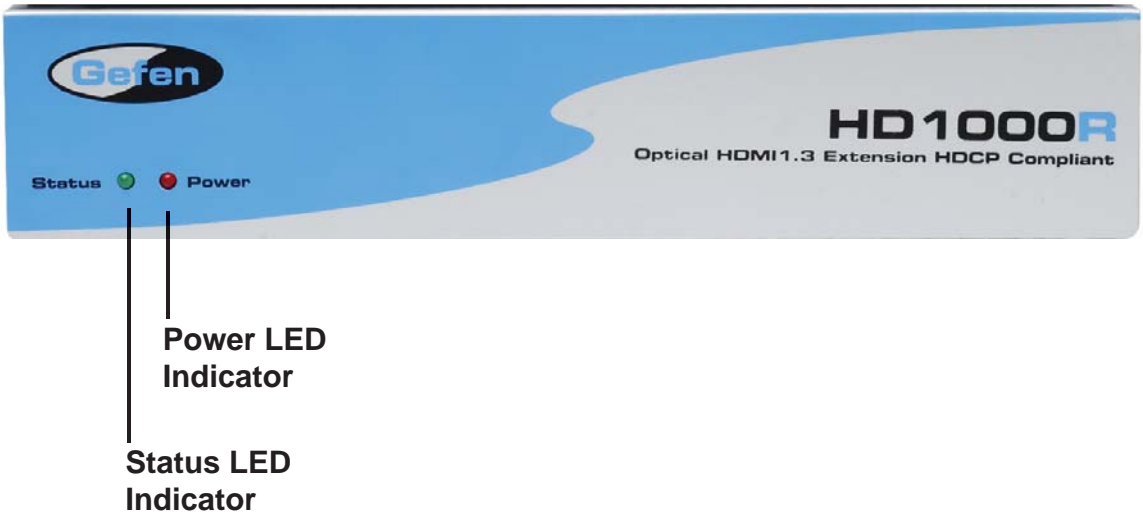 Gefen
HD1000R
Optical HDMI1.3 Extension HDCP Compliant
Status Power
Power LED
Indicator
Status LED
Indicator